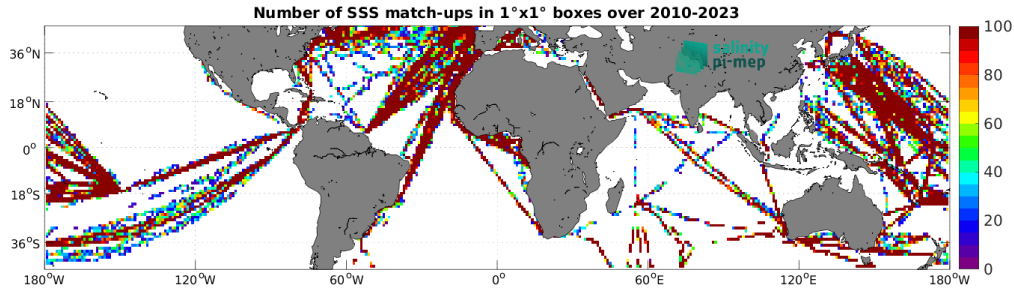 Number of SSS match-ups in 1°x1° boxes over 2010-2023
salinity
pi-mep
36°N
18°N
0°
18°S
36°S
180°W
120°W
60°W
0°
60°E
120°E
180°W
100
80
60
40
20
0